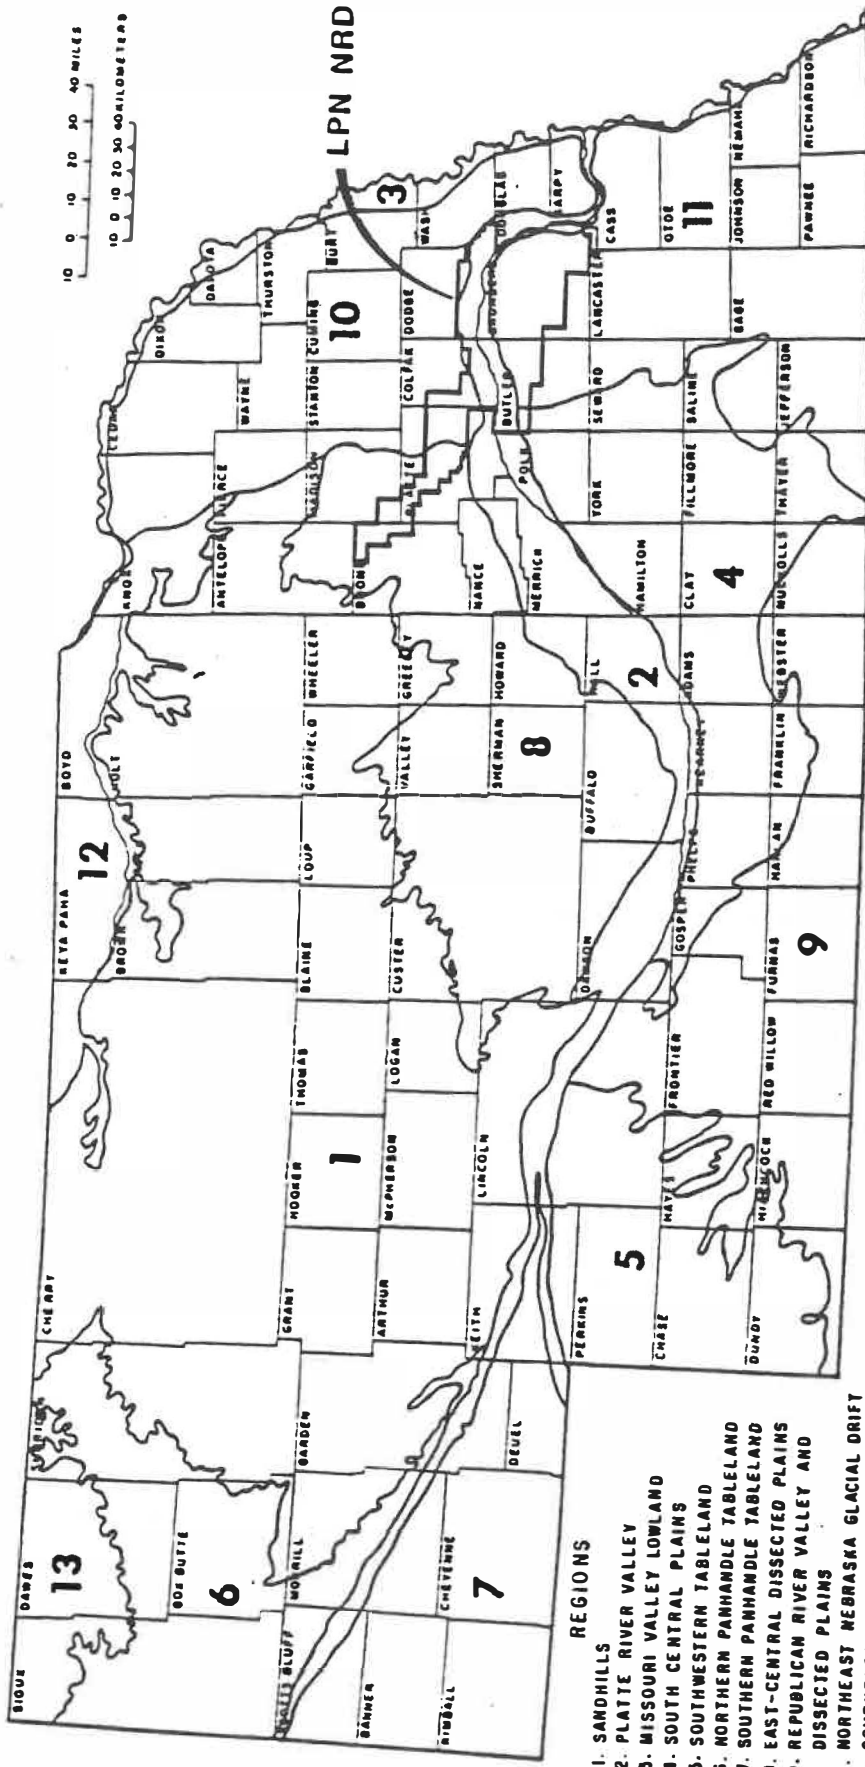 10 0 10 20 30 40 MILES
10 0 10 20 30 40 KILOMETERS
LPN NRD
SIOUX
DAWES
13
BOX BUTTE
6
SCOTTS BLUFF
MORRILL
BANNER
KIMBALL
CHEYENNE
7
GARDEN
DEUEL
CHERRY
GRANT
HOOKER
THOMAS
1
ARTHUR
McPHERSON
LOGAN
KEITH
LINCOLN
PERKINS
5
CHASE
HAYES
FRONTIER
DUNDY
HITCHCOCK
RED WILLOW
KEYA PAHA
12
BROWN
BOYD
HOLT
BLAINE
LOUP
GARFIELD
WHEELER
CUSTER
VALLEY
GREELEY
SHERMAN
HOWARD
8
DAWSON
BUFFALO
HALL
2
GOSPER
PHELPS
KEARNEY
ADAMS
FURNAS
9
HARLAN
FRANKLIN
WEBSTER
KNOX
CEDAR
DIXON
DAKOTA
ANTELOPE
PIERCE
WAYNE
THURSTON
BOONE
MADISON
STANTON
CUMING
BURT
10
3
PLATTE
COLFAX
DODGE
WASH
NANCE
MERRICK
POLK
BUTLER
SAUNDERS
DOUGLAS
SARPY
HAMILTON
YORK
SEWARD
LANCASTER
CASS
OTOE
11
CLAY
4
FILLMORE
SALINE
GAGE
JOHNSON
NEMAHA
NUCKOLLS
THAYER
JEFFERSON
PAWNEE
RICHARDSON
REGIONS
1. SANDHILLS
2. PLATTE RIVER VALLEY
3. MISSOURI VALLEY LOWLAND
4. SOUTH CENTRAL PLAINS
5. SOUTHWESTERN TABLELAND
6. NORTHERN PANHANDLE TABLELAND
7. SOUTHERN PANHANDLE TABLELAND
EAST-CENTRAL DISSECTED PLAINS
REPUBLICAN RIVER VALLEY AND
DISSECTED PLAINS
NORTHEAST NEBRASKA GLACIAL DRIFT